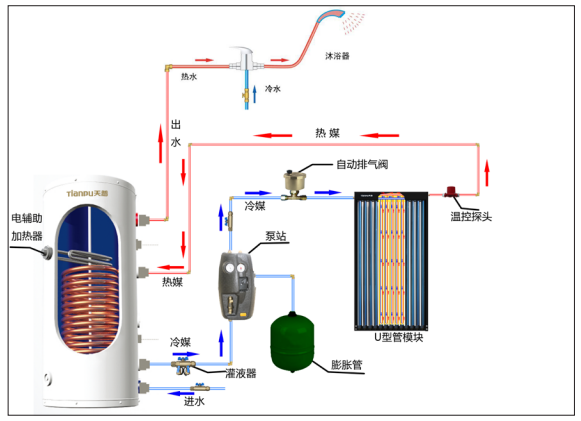 沐浴器
热水
冷水
出
水
热 媒
自动排气阀
TIANPU天普
电辅助
加热器
冷媒
温控探头
泵站
热媒
U型管模块
冷媒
灌液器
膨胀管
进水